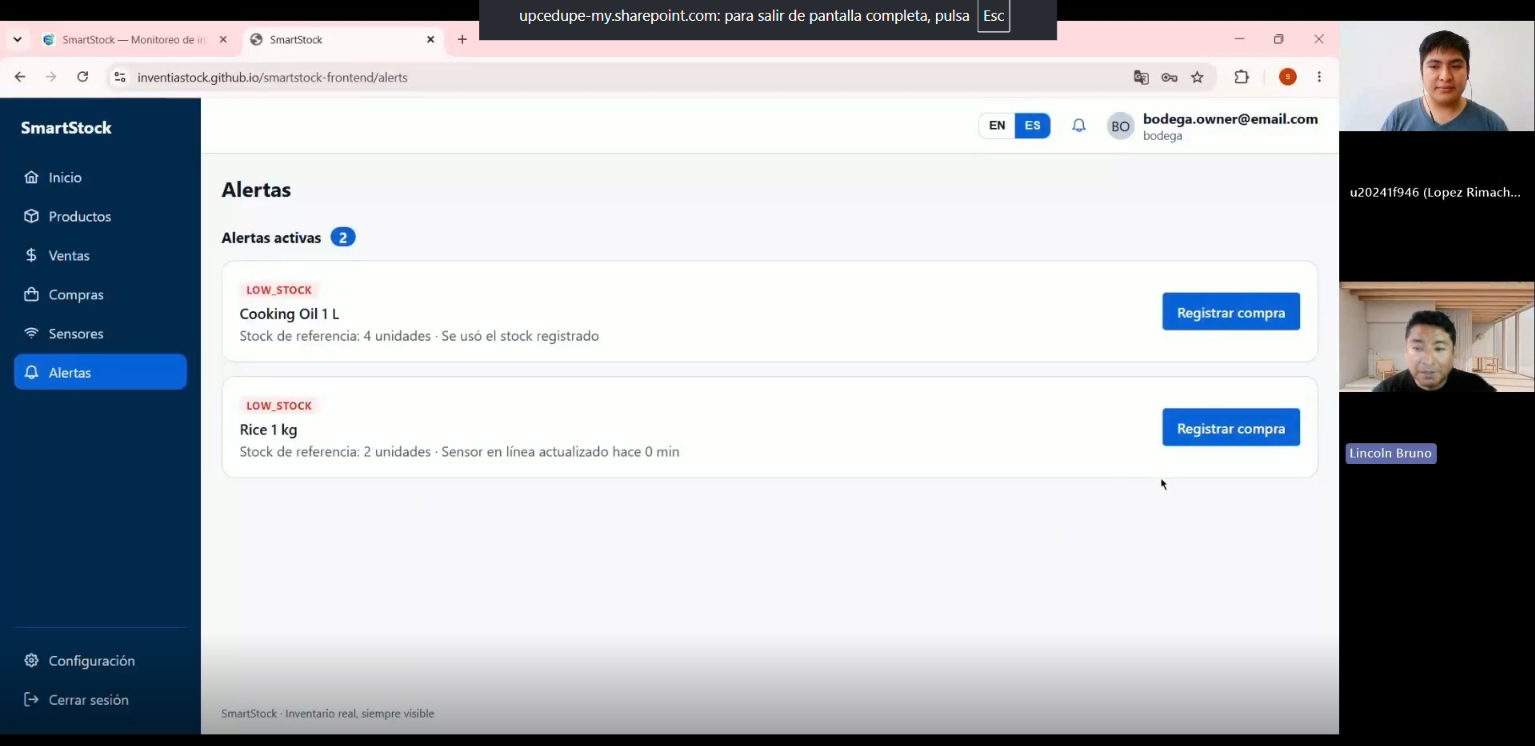 upcedupe-my.sharepoint.com: para salir de pantalla completa, pulsa Esc
SmartStock — Monitoreo de in
SmartStock
inventiastock.github.io/smartstock-frontend/alerts
S
SmartStock
EN ES
BO
bodega.owner@email.com
bodega
Inicio
Productos
Ventas
Compras
Sensores
Alertas
Configuración
Cerrar sesión
Alertas
Alertas activas 2
LOW_STOCK
Cooking Oil 1 L
Stock de referencia: 4 unidades · Se usó el stock registrado
Registrar compra
LOW_STOCK
Rice 1 kg
Stock de referencia: 2 unidades · Sensor en línea actualizado hace 0 min
Registrar compra
SmartStock · Inventario real, siempre visible
u20241f946 (Lopez Rimach...
Lincoln Bruno